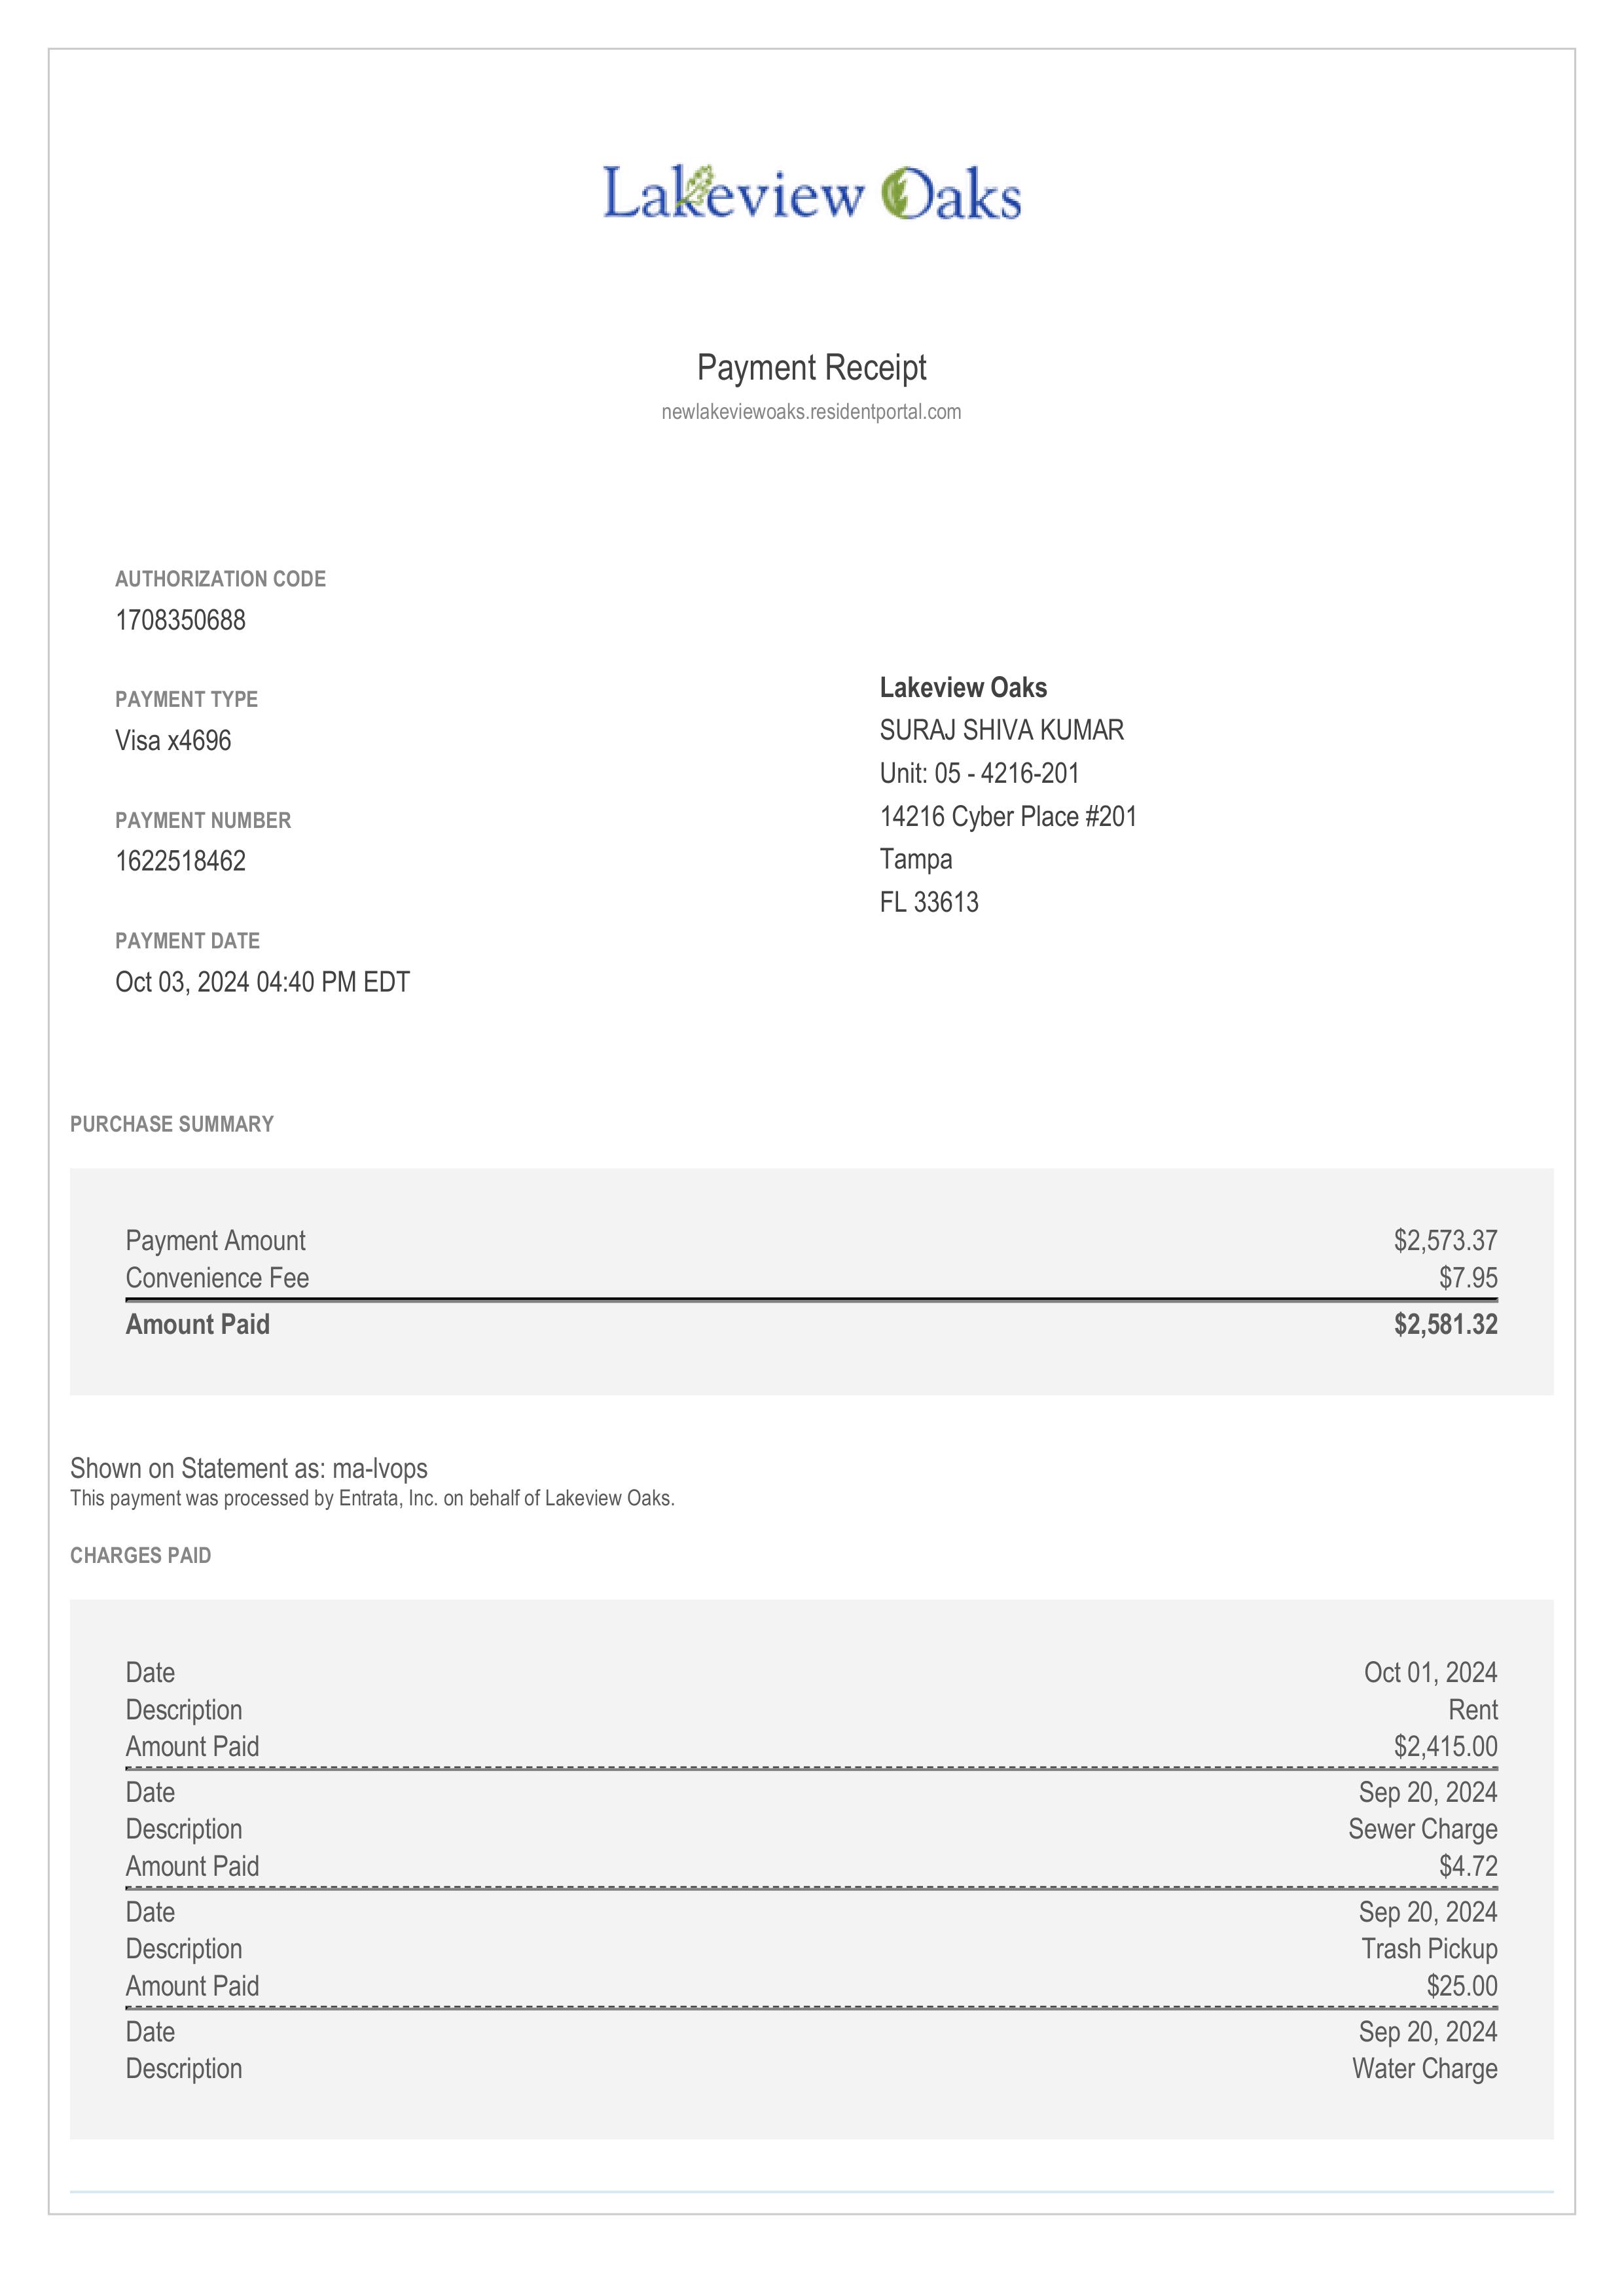 Lakeview Oaks
Payment Receipt
newlakeviewoaks.residentportal.com
AUTHORIZATION CODE
1708350688
PAYMENT TYPE
Visa x4696
PAYMENT NUMBER
1622518462
PAYMENT DATE
Oct 03, 2024 04:40 PM EDT
Lakeview Oaks
SURAJ SHIVA KUMAR
Unit: 05 - 4216-201
14216 Cyber Place #201
Tampa
FL 33613
PURCHASE SUMMARY
Payment Amount $2,573.37
Convenience Fee $7.95
Amount Paid $2,581.32
Shown on Statement as: ma-lvops
This payment was processed by Entrata, Inc. on behalf of Lakeview Oaks.
CHARGES PAID
Date Oct 01, 2024
Description Rent
Amount Paid $2,415.00
Date Sep 20, 2024
Description Sewer Charge
Amount Paid $4.72
Date Sep 20, 2024
Description Trash Pickup
Amount Paid $25.00
Date Sep 20, 2024
Description Water Charge